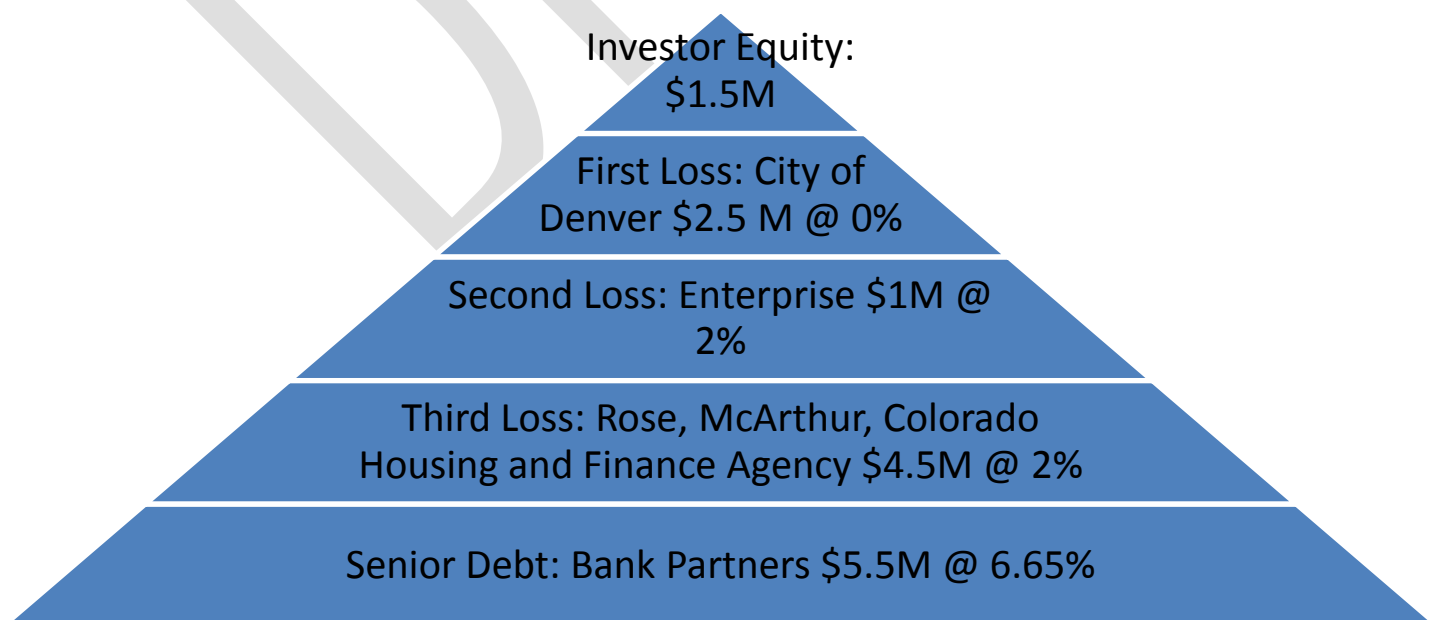 Investor Equity:
$1.5M
First Loss: City of
Denver $2.5 M @ 0%
Second Loss: Enterprise $1M @
2%
Third Loss: Rose, McArthur, Colorado
Housing and Finance Agency $4.5M @ 2%
Senior Debt: Bank Partners $5.5M @ 6.65%